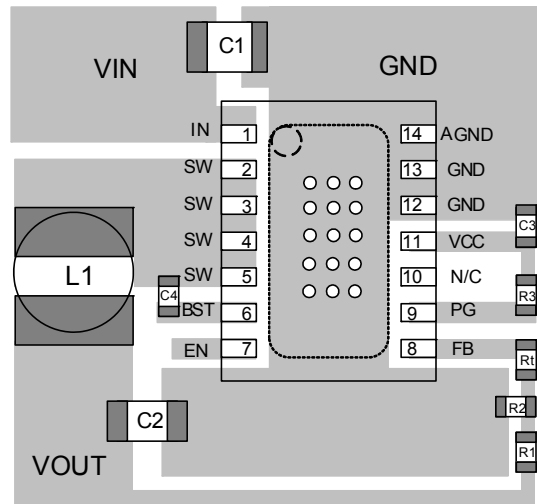 C1
VIN
GND
IN 1 14 AGND
SW 2 13 GND
SW 3 12 GND
C3
SW 4 11 VCC
L1
SW 5 10 N/C
C4
R3
BST 6 9 PG
EN 7 8 FB
Rt
R2
C2
R1
VOUT